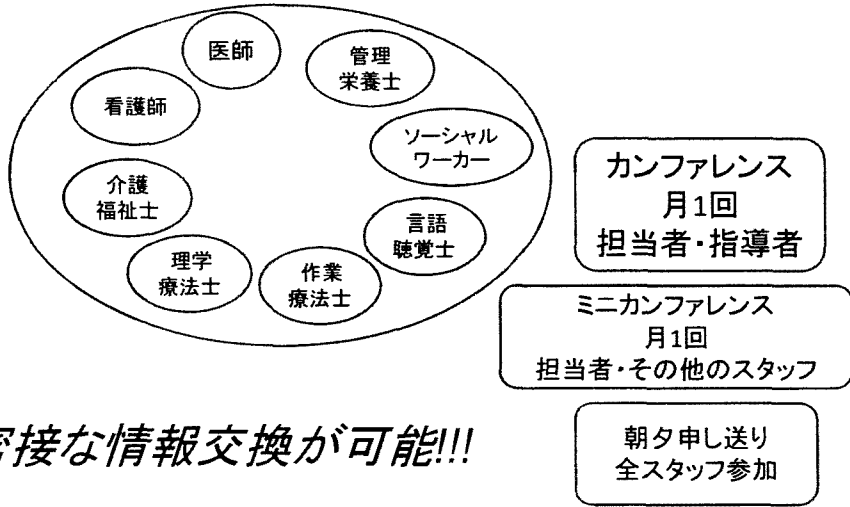 医師
管理
栄養士
看護師
ソーシャル
ワーカー
介護
福祉士
言語
聴覚士
理学
療法士
作業
療法士
カンファレンス
月1回
担当者・指導者
ミニカンファレンス
月1回
担当者・その他のスタッフ
密接な情報交換が可能!!!
朝夕申し送り
全スタッフ参加